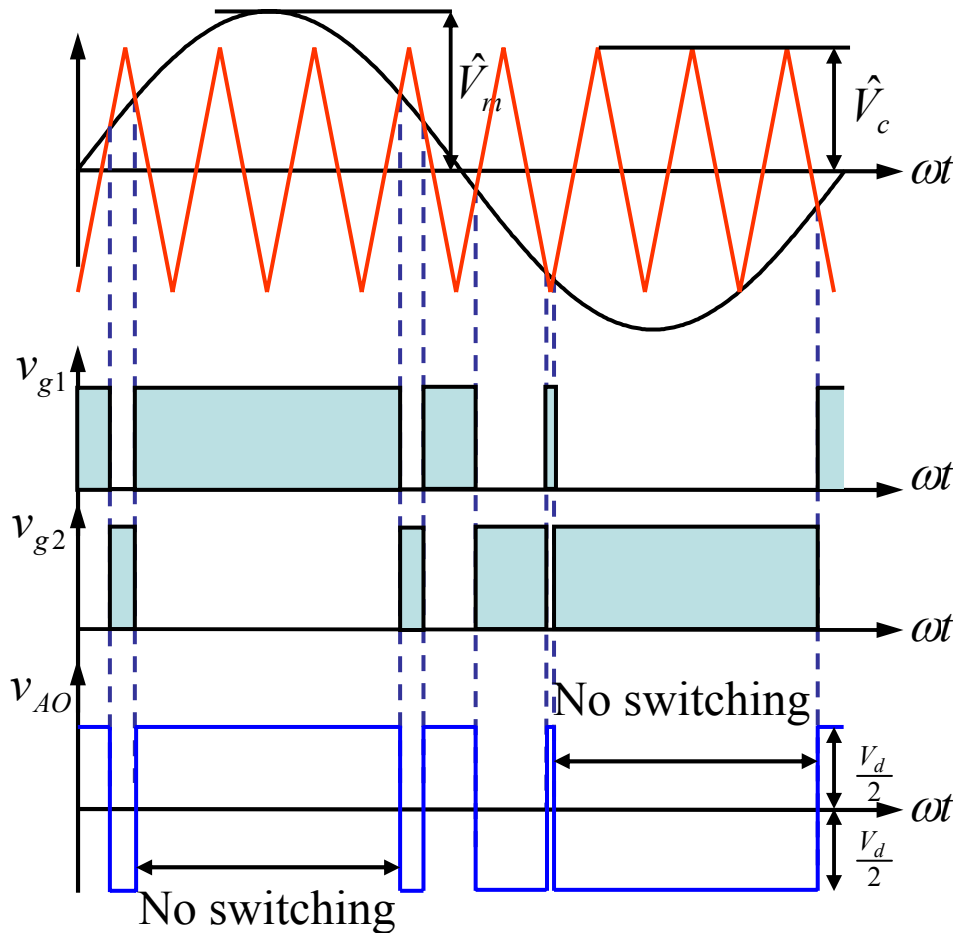 V̂m
V̂c
ωt
vg1
ωt
vg2
ωt
vAO
No switching
Vd/2
ωt
Vd/2
No switching